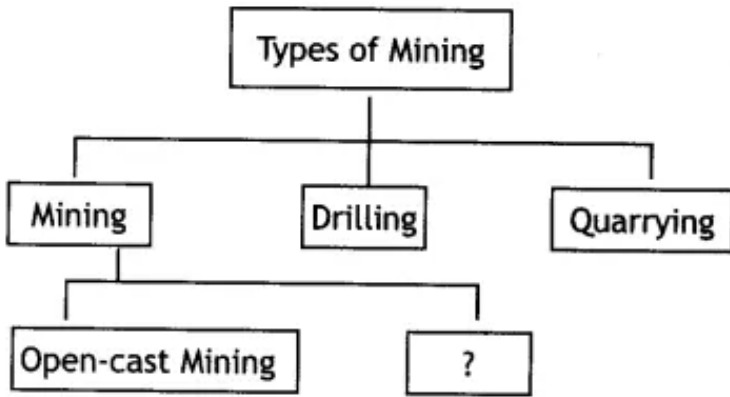 Types of Mining
Mining
Drilling
Quarrying
Open-cast Mining
?